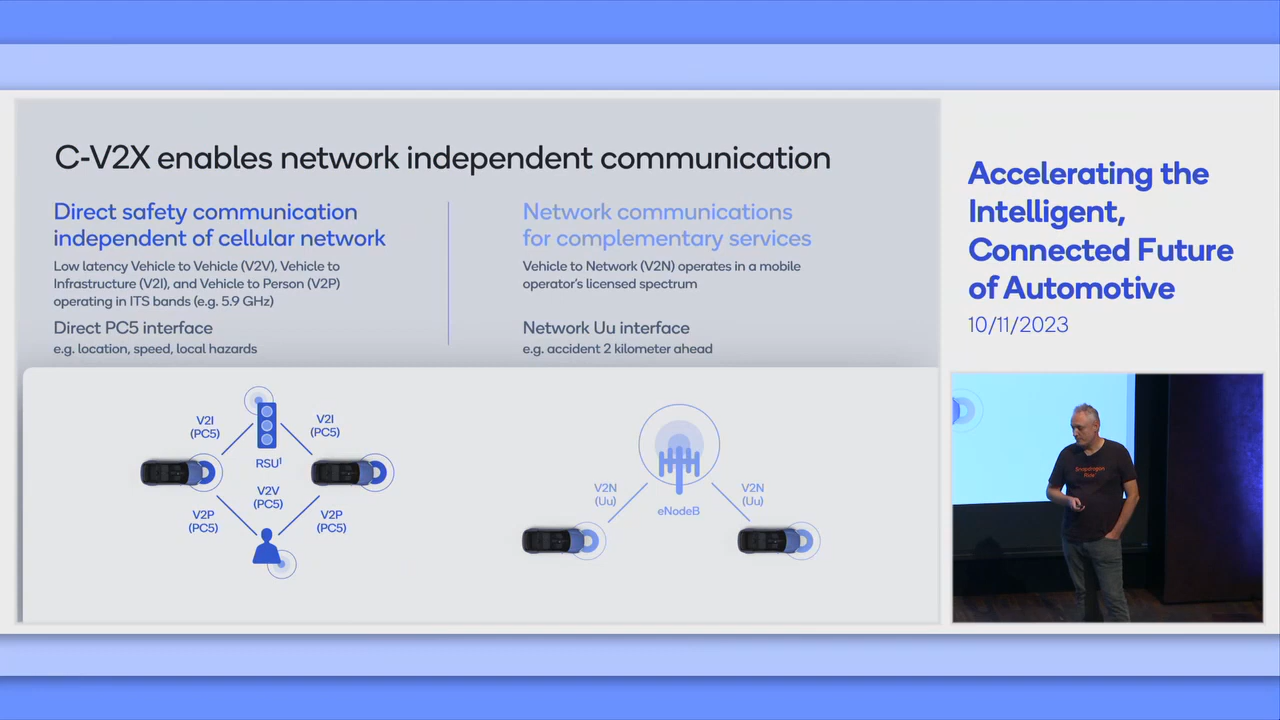 C-V2X enables network independent communication
Direct safety communication
independent of cellular network
Low latency Vehicle to Vehicle (V2V), Vehicle to
Infrastructure (V2I), and Vehicle to Person (V2P)
operating in ITS bands (e.g. 5.9 GHz)
Direct PC5 interface
e.g. location, speed, local hazards
Network communications
for complementary services
Vehicle to Network (V2N) operates in a mobile
operator's licensed spectrum
Network Uu interface
e.g. accident 2 kilometer ahead
V2I
(PC5)
V2I
(PC5)
RSU¹
V2V
(PC5)
V2P
(PC5)
V2P
(PC5)
V2N
(Uu)
V2N
(Uu)
eNodeB
Accelerating the
Intelligent,
Connected Future
of Automotive
10/11/2023
Snapdragon